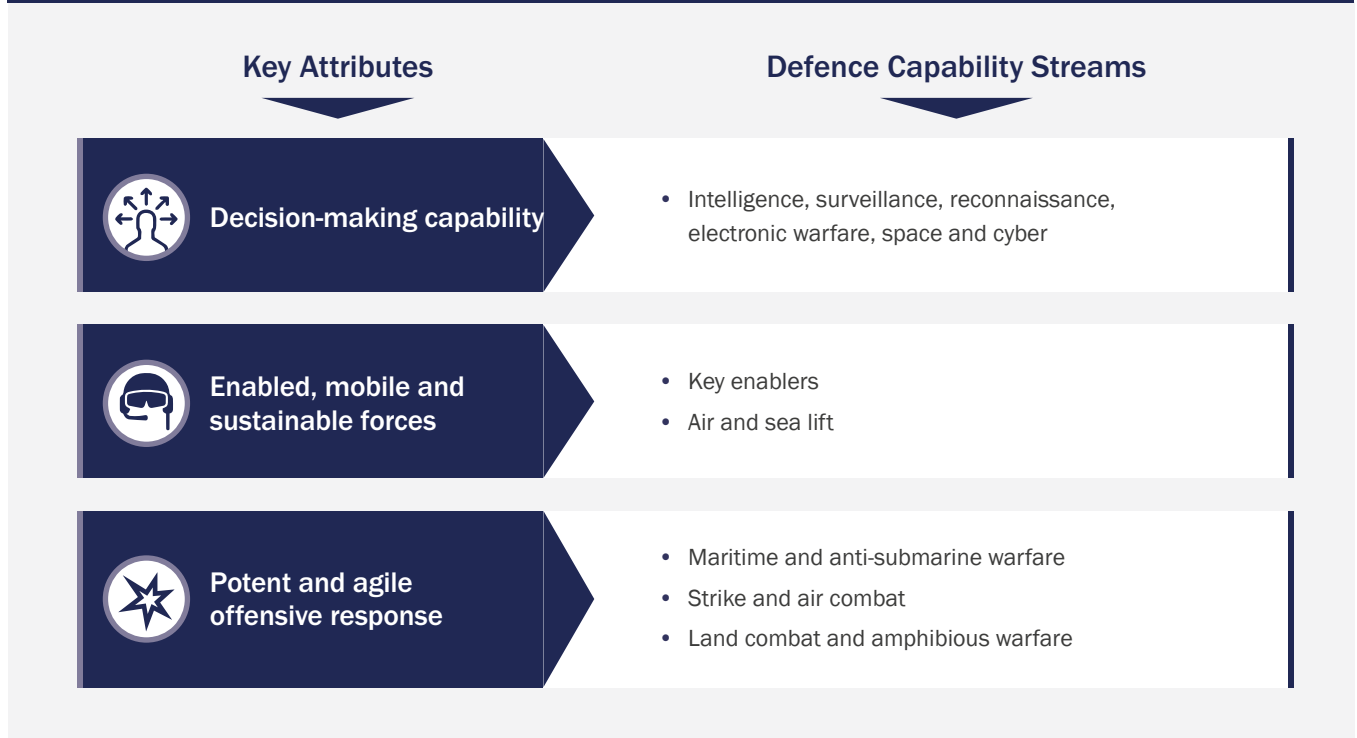 Key Attributes
Defence Capability Streams
Decision-making capability
• Intelligence, surveillance, reconnaissance,
electronic warfare, space and cyber
Enabled, mobile and
sustainable forces
• Key enablers
• Air and sea lift
Potent and agile
offensive response
• Maritime and anti-submarine warfare
• Strike and air combat
• Land combat and amphibious warfare